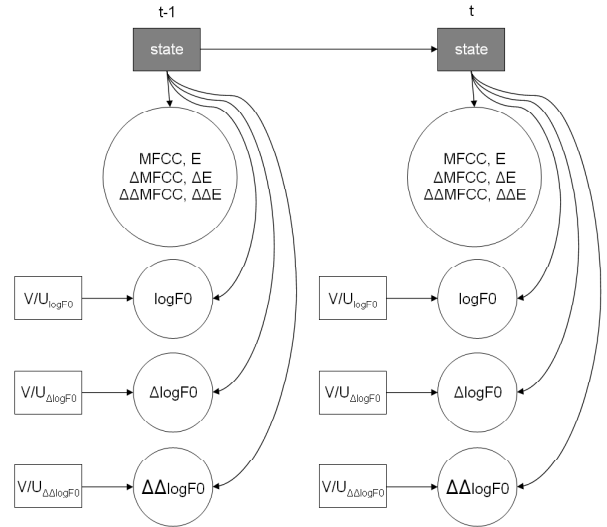 t-1 t
state state
MFCC, E MFCC, E
ΔMFCC, ΔE ΔMFCC, ΔE
ΔΔMFCC, ΔΔE ΔΔMFCC, ΔΔE
V/UlogF0 logF0 V/UlogF0 logF0
V/UΔlogF0 ΔlogF0 V/UΔlogF0 ΔlogF0
V/UΔΔlogF0 ΔΔlogF0 V/UΔΔlogF0 ΔΔlogF0